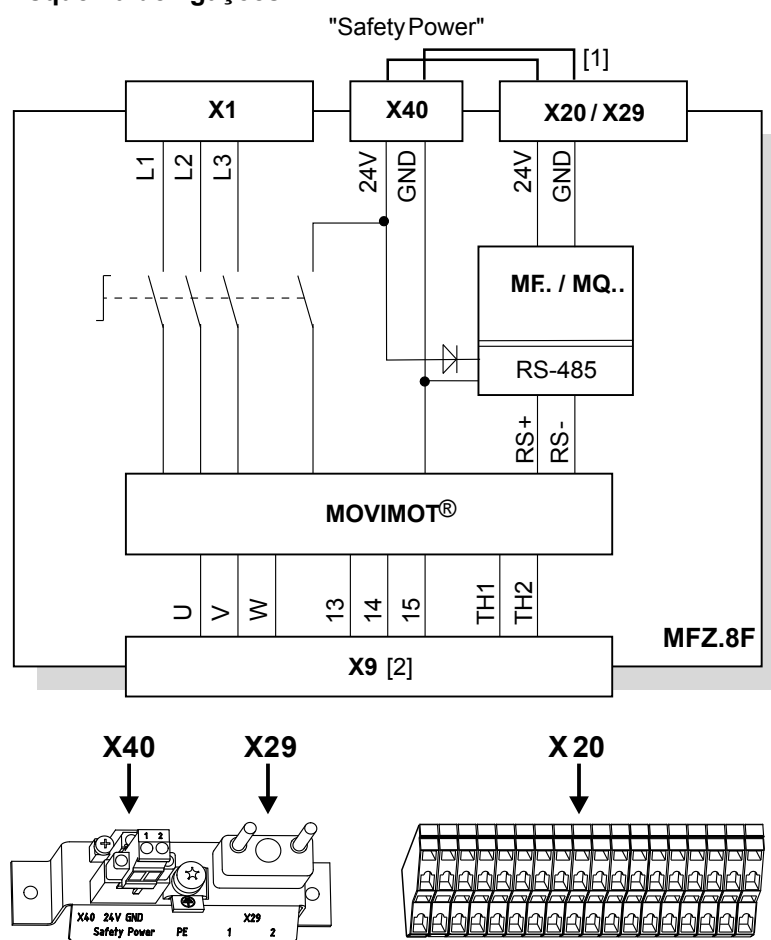 "Safety Power"
[1]
X1
X40
X20 / X29
L1
L2
L3
24V
GND
24V
GND
MF.. / MQ..
RS-485
RS+
RS-
MOVIMOT®
U
V
W
13
14
15
TH1
TH2
MFZ.8F
X9 [2]
X40
X29
X 20
1 2
X40 24V GND
X29
Safety Power
PE
1
2